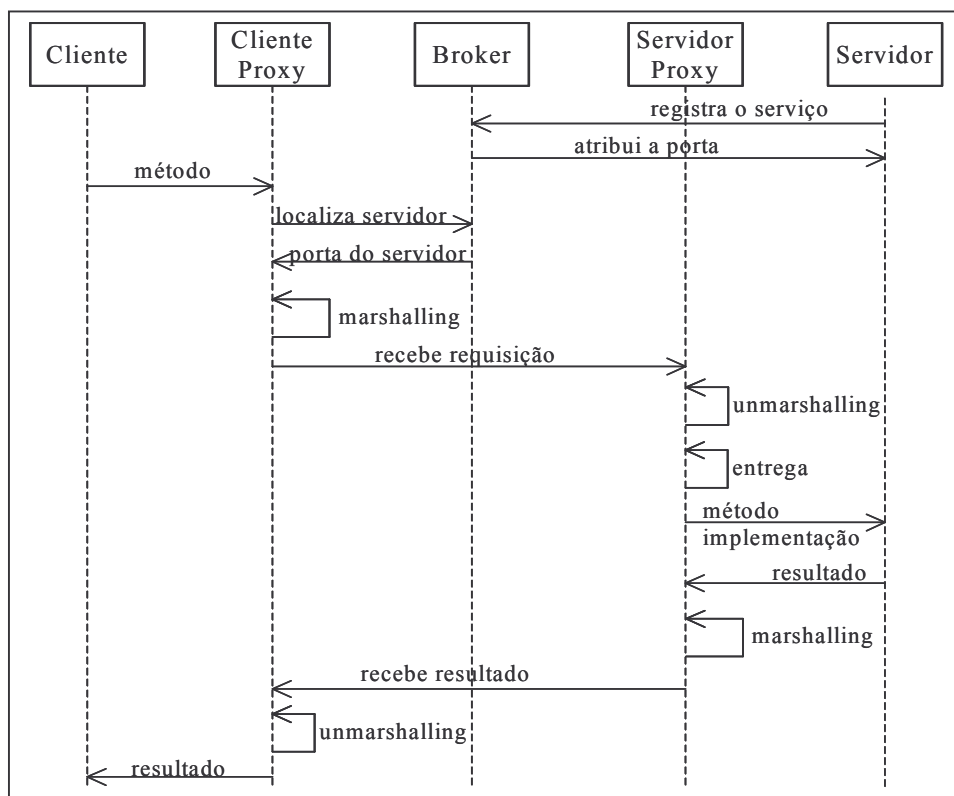 Cliente
Cliente
Proxy
Broker
Servidor
Proxy
Servidor
registra o serviço
atribui a porta
método
localiza servidor
porta do servidor
marshalling
recebe requisição
unmarshalling
entrega
método
implementação
resultado
marshalling
recebe resultado
unmarshalling
resultado